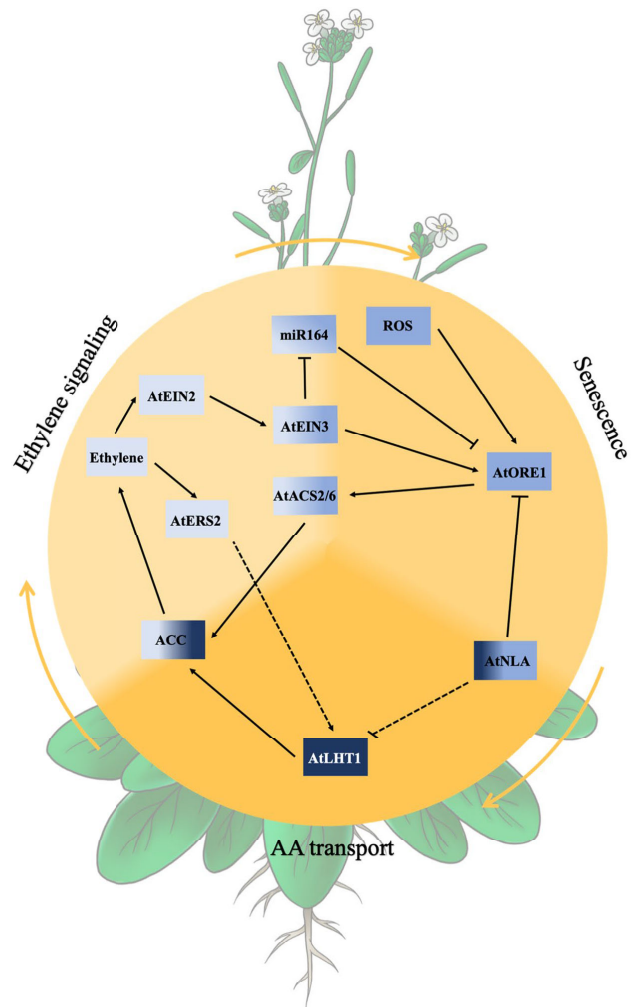 miR164
ROS
Ethylene signaling
Senescence
AtEIN2
AtEIN3
Ethylene
AtORE1
AtACS2/6
AtERS2
ACC
AtNLA
AtLHT1
AA transport